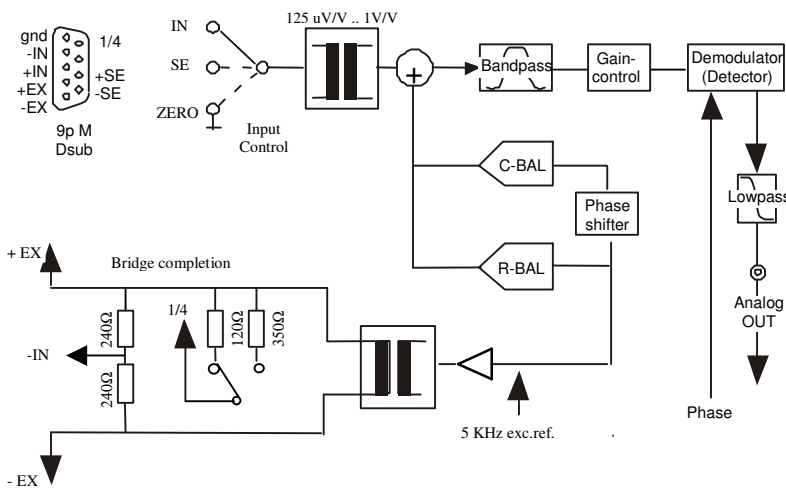 gnd
-IN
+IN
+EX
-EX
1/4
+SE
-SE
9p M
Dsub
IN
SE
ZERO
Input
Control
125 uV/V .. 1V/V
+
Bandpass
Gain-
control
Demodulator
(Detector)
C-BAL
Phase
shifter
R-BAL
Lowpass
Analog
OUT
Phase
+ EX
Bridge completion
1/4
240Ω
120Ω
350Ω
-IN
240Ω
5 KHz exc.ref.
- EX